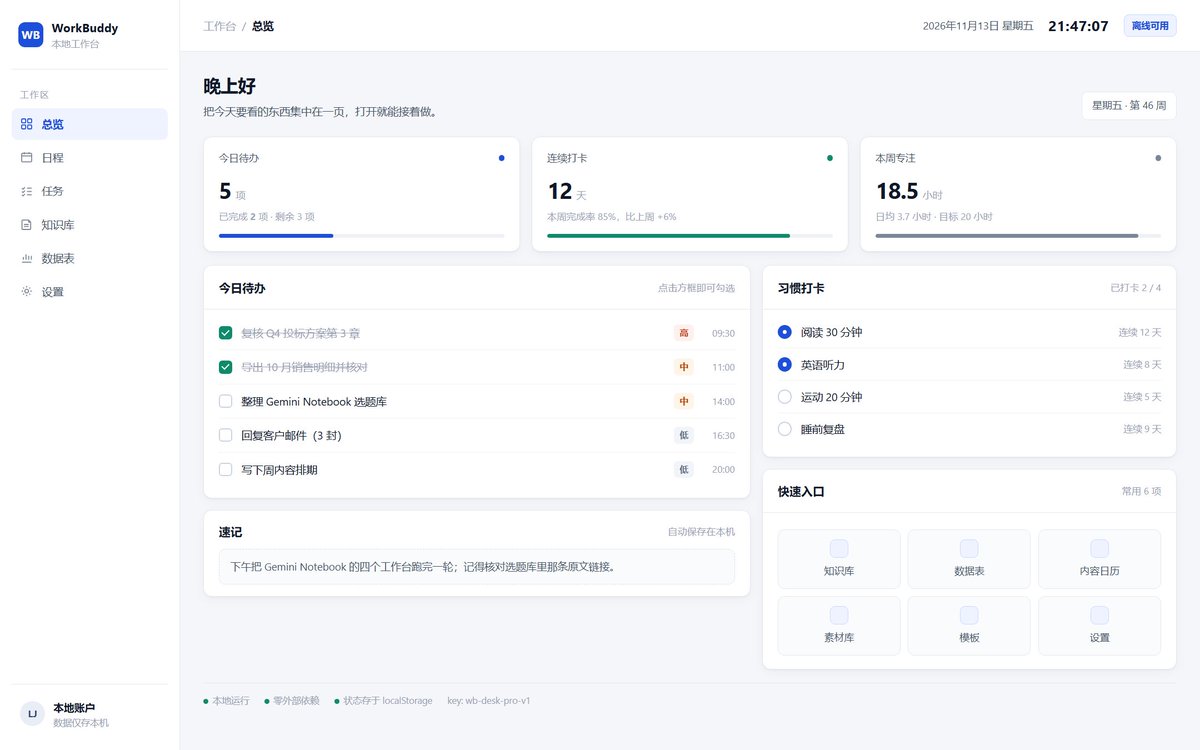 WB
WorkBuddy
本地工作台
工作区
总览
日程
任务
知识库
数据表
设置
LJ
本地账户
数据仅存本机
工作台 / 总览
2026年11月13日 星期五 21:47:07 离线可用
晚上好
把今天要看的东西集中在一页，打开就能接着做。
星期五 · 第 46 周
今日待办
5 项
已完成 2 项 · 剩余 3 项
连续打卡
12 天
本周完成率 85%，比上周 +6%
本周专注
18.5 小时
日均 3.7 小时 · 目标 20 小时
今日待办 点击方框即可勾选
复核 Q4 投标方案第 3 章 高 09:30
导出 10 月销售明细并核对 中 11:00
整理 Gemini Notebook 选题库 中 14:00
回复客户邮件（3 封） 低 16:30
写下周内容排期 低 20:00
速记 自动保存在本机
下午把 Gemini Notebook 的四个工作台跑完一轮；记得核对选题库里那条原文链接。
习惯打卡 已打卡 2 / 4
阅读 30 分钟 连续 12 天
英语听力 连续 8 天
运动 20 分钟 连续 5 天
睡前复盘 连续 9 天
快速入口 常用 6 项
知识库 数据表 内容日历
素材库 模板 设置
本地运行 零外部依赖 状态存于 localStorage key: wb-desk-pro-v1